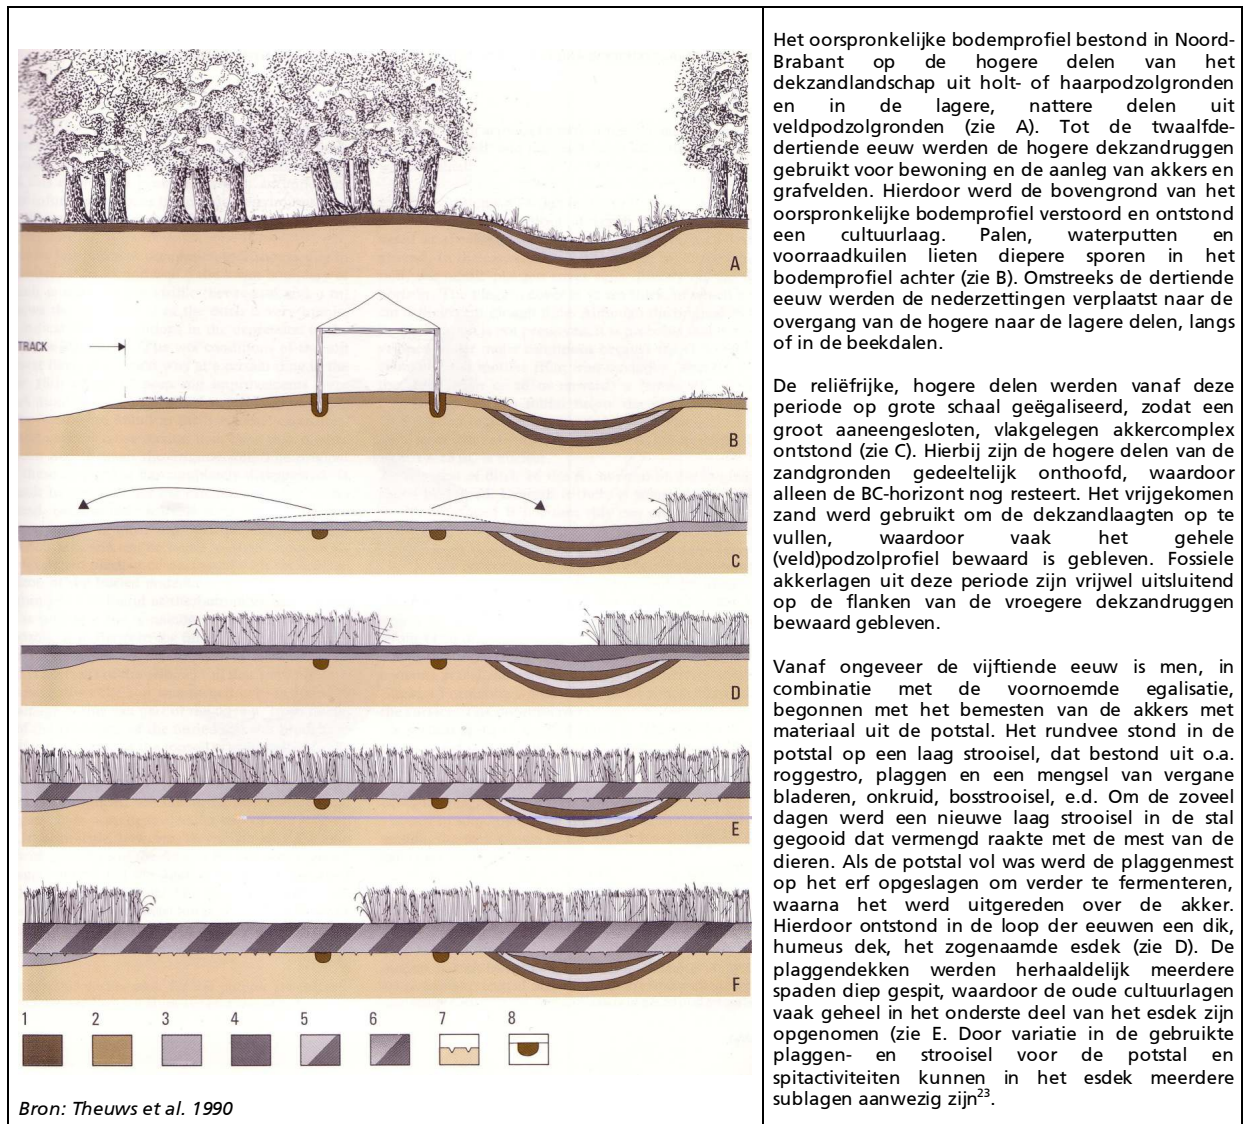 A
TRACK
B
C
D
E
F
1 2 3 4 5 6 7 8
Bron: Theuws et al. 1990
Het oorspronkelijke bodemprofiel bestond in Noord-
Brabant op de hogere delen van het
dekzandlandschap uit holt- of haarpodzolgronden
en in de lagere, nattere delen uit
veldpodzolgronden (zie A). Tot de twaalfde-
dertiende eeuw werden de hogere dekzandruggen
gebruikt voor bewoning en de aanleg van akkers en
grafvelden. Hierdoor werd de bovengrond van het
oorspronkelijke bodemprofiel verstoord en ontstond
een cultuurlaag. Palen, waterputten en
voorraadkuilen lieten diepere sporen in het
bodemprofiel achter (zie B). Omstreeks de dertiende
eeuw werden de nederzettingen verplaatst naar de
overgang van de hogere naar de lagere delen, langs
of in de beekdalen.
De reliëfrijke, hogere delen werden vanaf deze
periode op grote schaal geëgaliseerd, zodat een
groot aaneengesloten, vlakgelegen akkercomplex
ontstond (zie C). Hierbij zijn de hogere delen van de
zandgronden gedeeltelijk onthoofd, waardoor
alleen de BC-horizont nog resteert. Het vrijgekomen
zand werd gebruikt om de dekzandlaagten op te
vullen, waardoor vaak het gehele
(veld)podzolprofiel bewaard is gebleven. Fossiele
akkerlagen uit deze periode zijn vrijwel uitsluitend
op de flanken van de vroegere dekzandruggen
bewaard gebleven.
Vanaf ongeveer de vijftiende eeuw is men, in
combinatie met de voornoemde egalisatie,
begonnen met het bemesten van de akkers met
materiaal uit de potstal. Het rundvee stond in de
potstal op een laag strooisel, dat bestond uit o.a.
roggestro, plaggen en een mengsel van vergane
bladeren, onkruid, bosstrooisel, e.d. Om de zoveel
dagen werd een nieuwe laag strooisel in de stal
gegooid dat vermengd raakte met de mest van de
dieren. Als de potstal vol was werd de plaggenmest
op het erf opgeslagen om verder te fermenteren,
waarna het werd uitgereden over de akker.
Hierdoor ontstond in de loop der eeuwen een dik,
humeus dek, het zogenaamde esdek (zie D). De
plaggendekken werden herhaaldelijk meerdere
spaden diep gespit, waardoor de oude cultuurlagen
vaak geheel in het onderste deel van het esdek zijn
opgenomen (zie E. Door variatie in de gebruikte
plaggen- en strooisel voor de potstal en
spitactiviteiten kunnen in het esdek meerdere
sublagen aanwezig zijn²³.